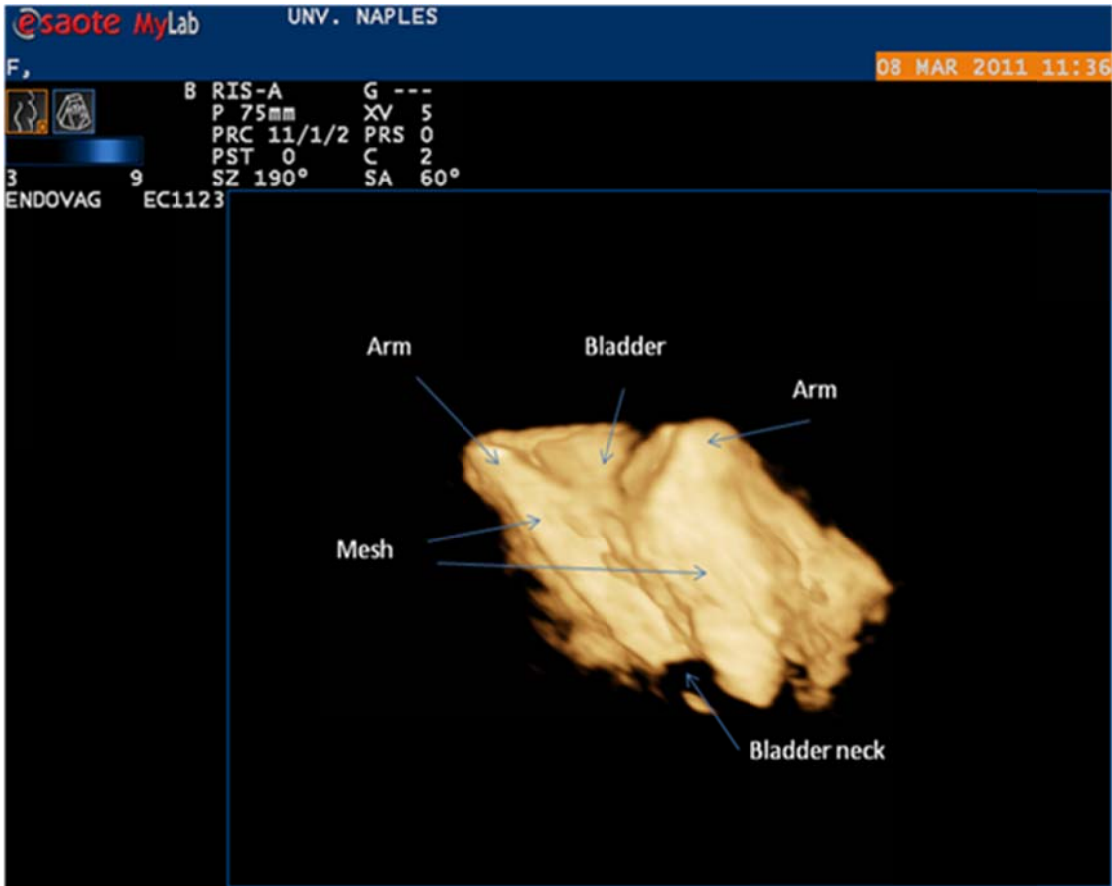 esaote MyLab
UNV. NAPLES
F,
08 MAR 2011 11:36
B RIS-A G ---
P 75mm XV 5
PRC 11/1/2 PRS 0
PST 0 C 2
3 9 SZ 190° SA 60°
ENDOVAG EC1123
Arm
Bladder
Arm
Mesh
Bladder neck